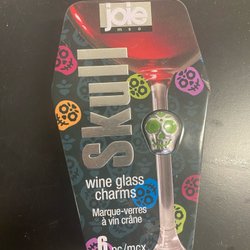 joie
msc
Skull
wine glass
charms
Marque-verres
à vin crâne
6 pc/mcx